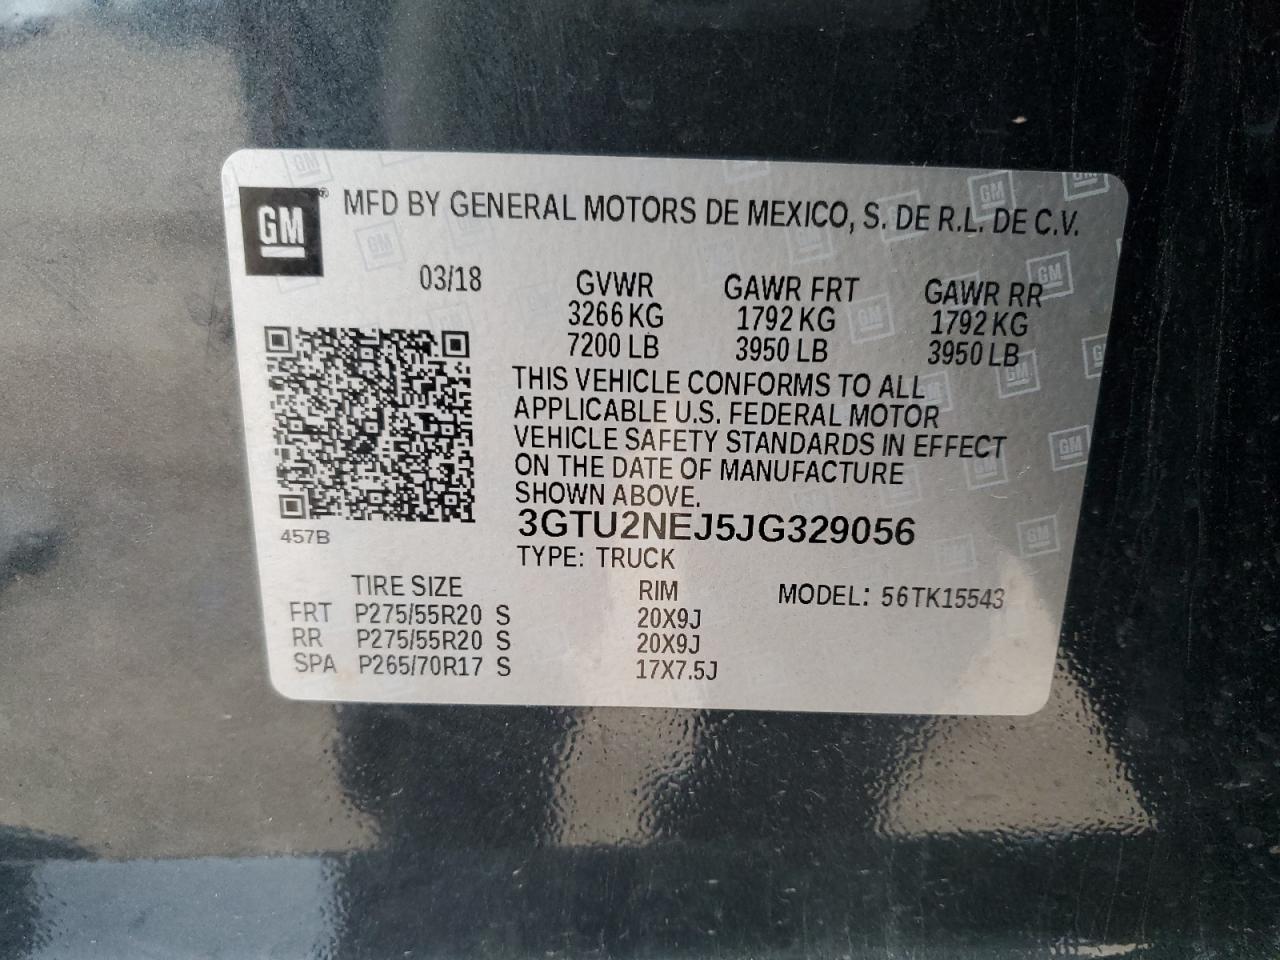 GM
MFD BY GENERAL MOTORS DE MEXICO, S. DE R.L. DE C.V.
03/18
GVWR GAWR FRT GAWR RR
3266 KG 1792 KG 1792 KG
7200 LB 3950 LB 3950 LB
THIS VEHICLE CONFORMS TO ALL
APPLICABLE U.S. FEDERAL MOTOR
VEHICLE SAFETY STANDARDS IN EFFECT
ON THE DATE OF MANUFACTURE
SHOWN ABOVE.
3GTU2NEJ5JG329056
457B
TYPE: TRUCK
TIRE SIZE RIM MODEL: 56TK15543
FRT P275/55R20 S 20X9J
RR P275/55R20 S 20X9J
SPA P265/70R17 S 17X7.5J